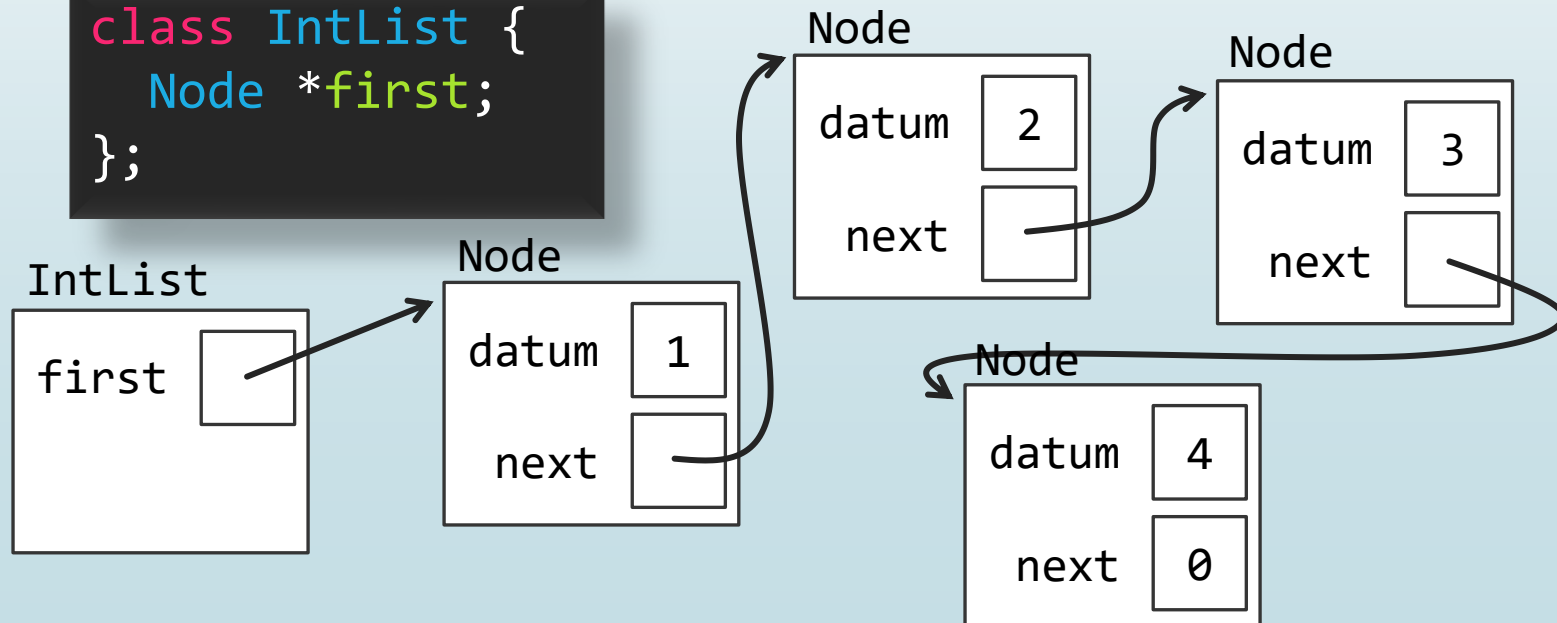 class IntList {
  Node *first;
};
IntList
first
Node
datum 1
next
Node
datum 2
next
Node
datum 3
next
Node
datum 4
next 0